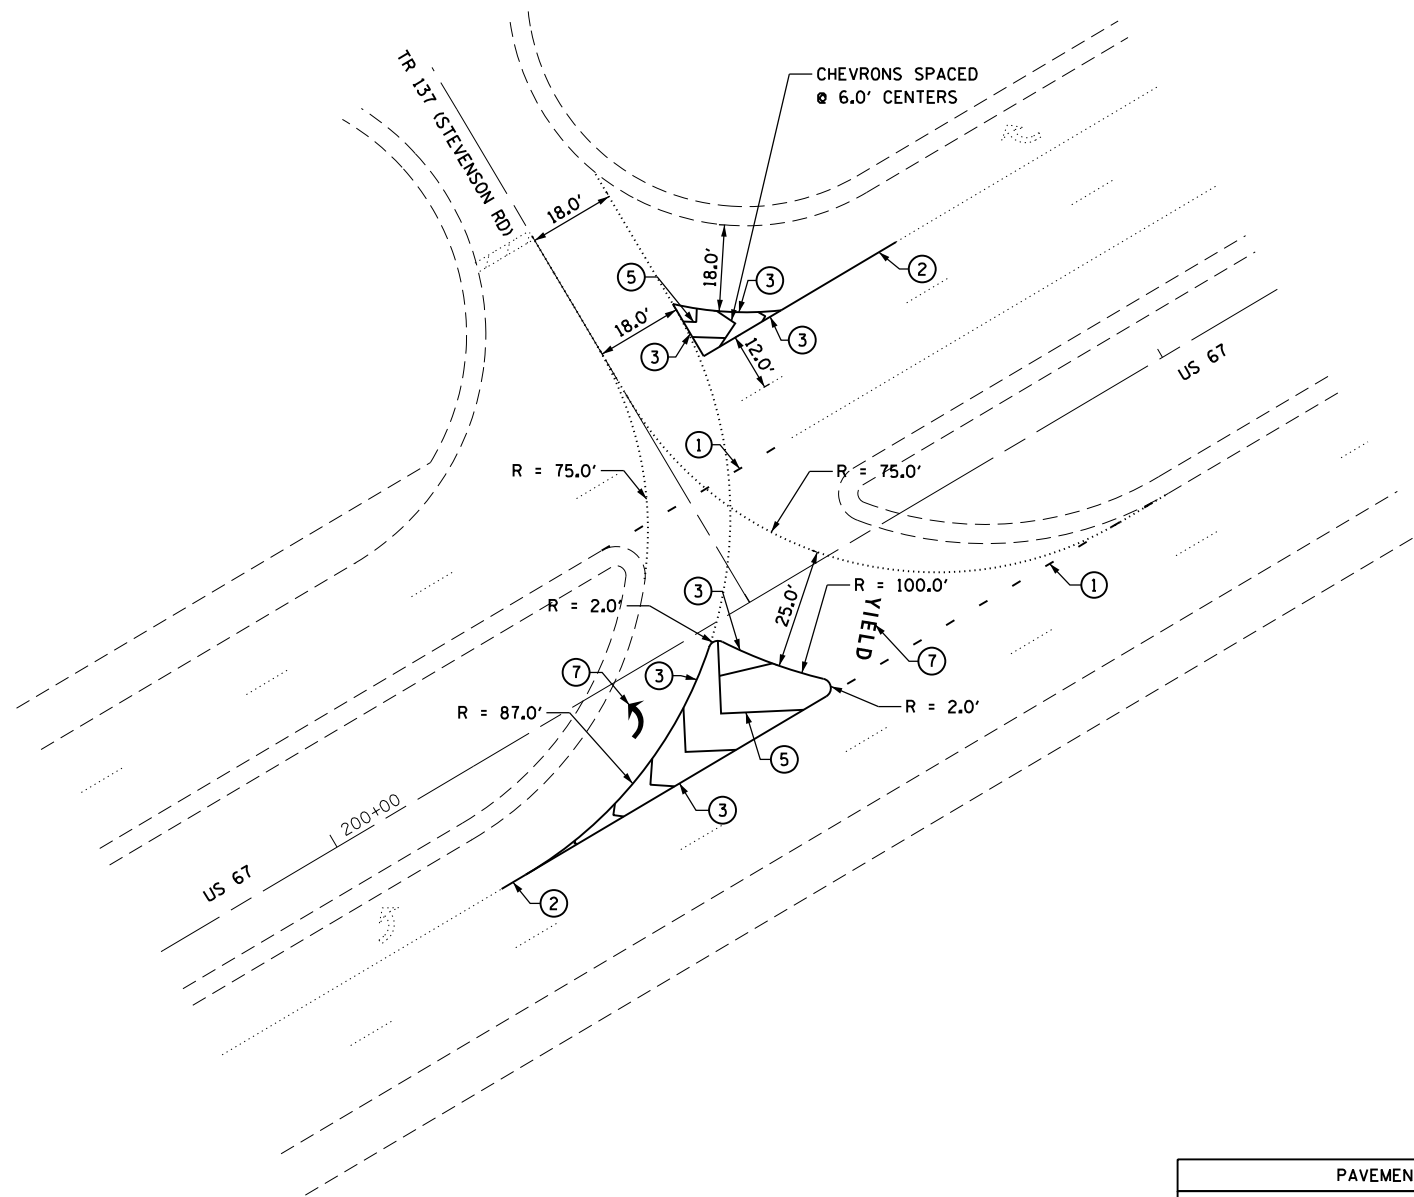 TR 137 (STEVENSON RD)
CHEVRONS SPACED
@ 6.0' CENTERS
18.0'
18.0'
5
3
2
18.0'
3
3
12.0'
US 67
1
R = 75.0'
R = 75.0'
3
R = 100.0'
1
R = 2.0'
25.0'
YIELD
7
7
3
R = 87.0'
R = 2.0'
5
3
200+00
US 67
2
PAVEMEN